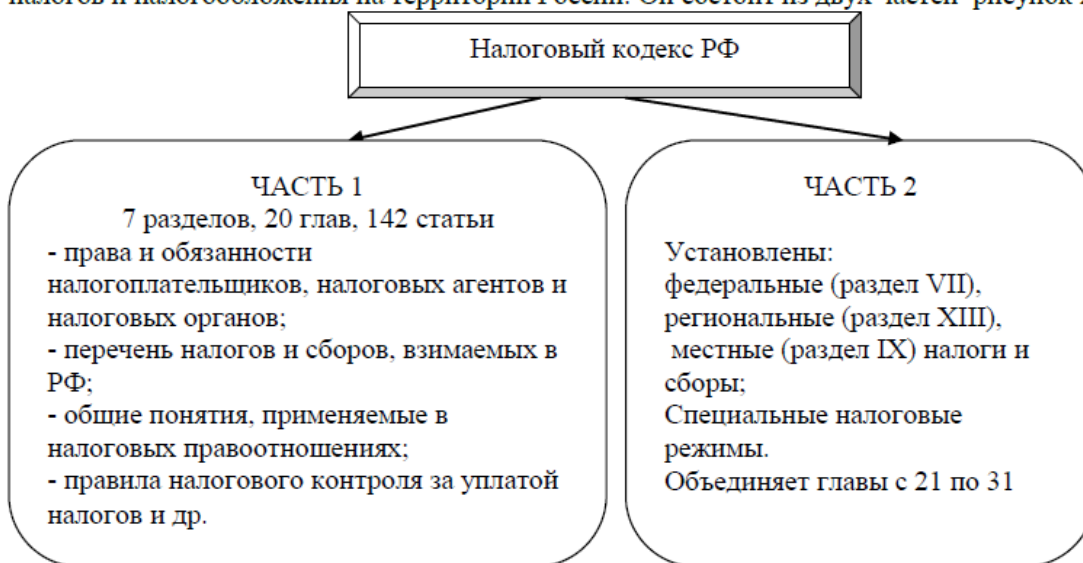 налогов и налогообложены на территории России. Он состоит из двух частей рисунок
Налоговый кодекс РФ
ЧАСТЬ 1
7 разделов, 20 глав, 142 статьи
- права и обязанности
налогоплательщиков, налоговых агентов и
налоговых органов;
- перечень налогов и сборов, взимаемых в
РФ;
- общие понятия, применяемые в
налоговых правоотношениях;
- правила налогового контроля за уплатой
налогов и др.
ЧАСТЬ 2
Установлены:
федеральные (раздел VII),
региональные (раздел XIII),
местные (раздел IX) налоги и
сборы;
Специальные налоговые
режимы.
Объединяет главы с 21 по 31